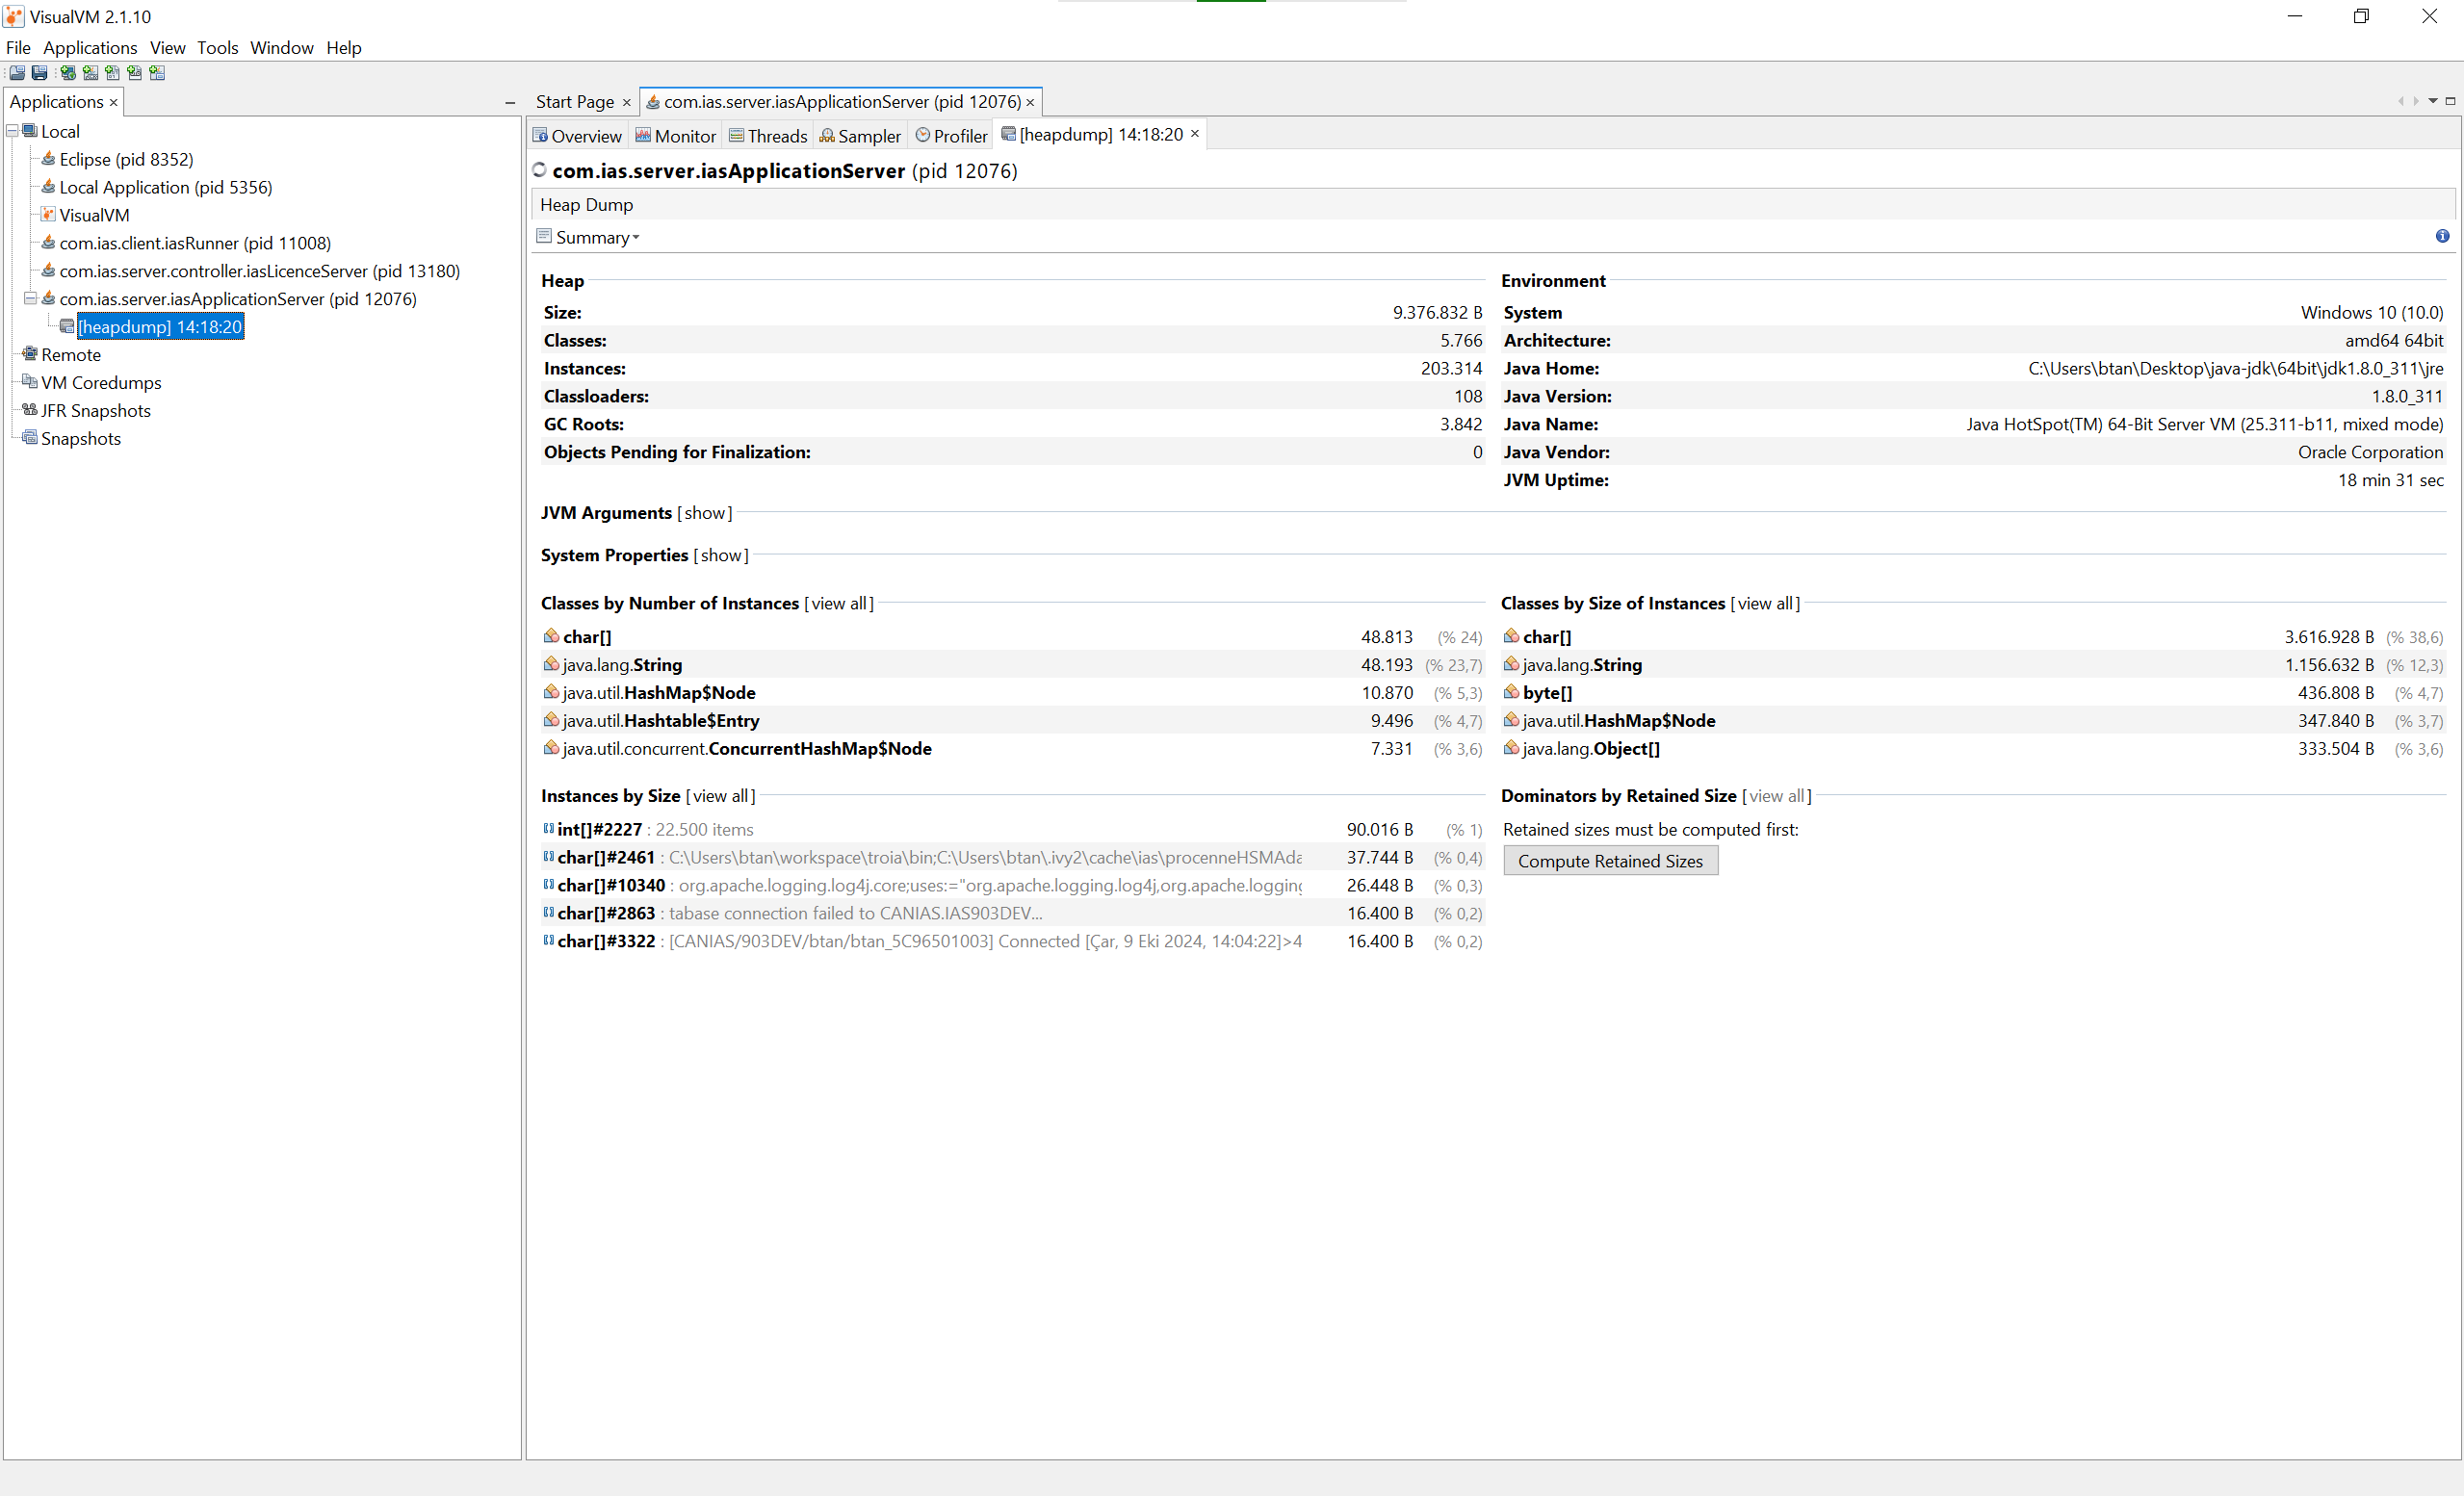 VisualVM 2.1.10
File Applications View Tools Window Help
Applications
Local
Eclipse (pid 8352)
Local Application (pid 5356)
VisualVM
com.ias.client.iasRunner (pid 11008)
com.ias.server.controller.iasLicenceServer (pid 13180)
com.ias.server.iasApplicationServer (pid 12076)
[heapdump] 14:18:20
Remote
VM Coredumps
JFR Snapshots
Snapshots
Start Page com.ias.server.iasApplicationServer (pid 12076)
Overview Monitor Threads Sampler Profiler [heapdump] 14:18:20
com.ias.server.iasApplicationServer (pid 12076)
Heap Dump
Summary
Heap
Size: 9.376.832 B
Classes: 5.766
Instances: 203.314
Classloaders: 108
GC Roots: 3.842
Objects Pending for Finalization: 0
Environment
System Windows 10 (10.0)
Architecture: amd64 64bit
Java Home: C:\Users\btan\Desktop\java-jdk\64bit\jdk1.8.0_311\jre
Java Version: 1.8.0_311
Java Name: Java HotSpot(TM) 64-Bit Server VM (25.311-b11, mixed mode)
Java Vendor: Oracle Corporation
JVM Uptime: 18 min 31 sec
JVM Arguments [show]
System Properties [show]
Classes by Number of Instances [view all]
char[] 48.813 (% 24)
java.lang.String 48.193 (% 23,7)
java.util.HashMap$Node 10.870 (% 5,3)
java.util.Hashtable$Entry 9.496 (% 4,7)
java.util.concurrent.ConcurrentHashMap$Node 7.331 (% 3,6)
Classes by Size of Instances [view all]
char[] 3.616.928 B (% 38,6)
java.lang.String 1.156.632 B (% 12,3)
byte[] 436.808 B (% 4,7)
java.util.HashMap$Node 347.840 B (% 3,7)
java.lang.Object[] 333.504 B (% 3,6)
Instances by Size [view all]
int[]#2227 : 22.500 items 90.016 B (% 1)
char[]#2461 : C:\Users\btan\workspace\troia\bin;C:\Users\btan\.ivy2\cache\ias\procenneHSMAda 37.744 B (% 0,4)
char[]#10340 : org.apache.logging.log4j.core;uses:="org.apache.logging.log4j,org.apache.logging 26.448 B (% 0,3)
char[]#2863 : tabase connection failed to CANIAS.IAS903DEV... 16.400 B (% 0,2)
char[]#3322 : [CANIAS/903DEV/btan/btan_5C96501003] Connected [Çar, 9 Eki 2024, 14:04:22]>4 16.400 B (% 0,2)
Dominators by Retained Size [view all]
Retained sizes must be computed first:
Compute Retained Sizes